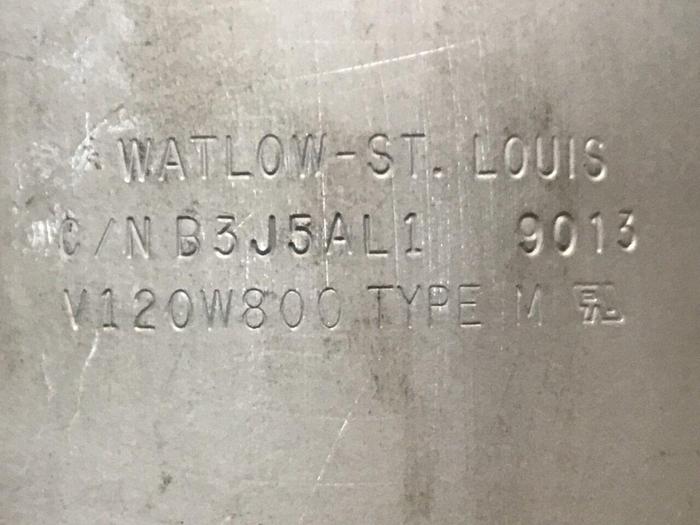 WATLOW-ST. LOUIS
C/N B3J5AL1 9013
V120W800 TYPE M